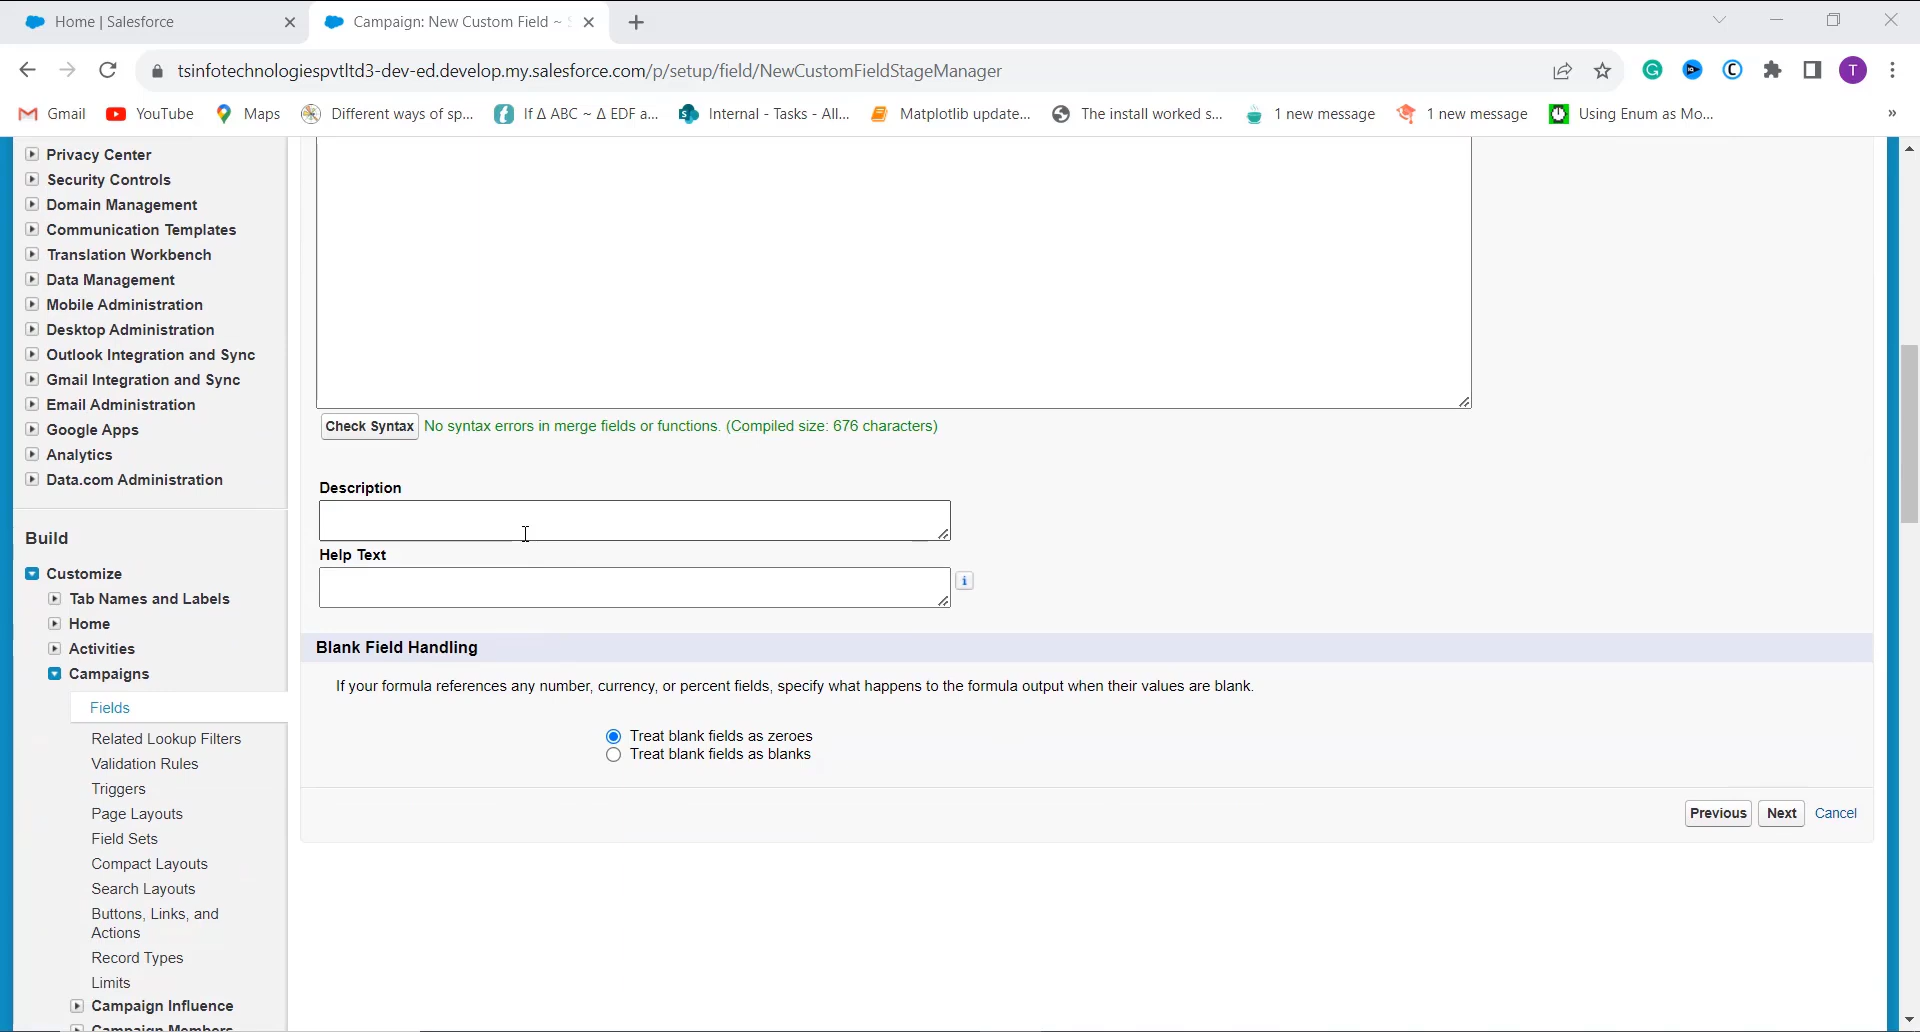 Home | Salesforce
Campaign: New Custom Field ~ S
tsinfotechnologiespvtltd3-dev-ed.develop.my.salesforce.com/p/setup/field/NewCustomFieldStageManager
T
Gmail
YouTube
Maps
Different ways of sp...
If Δ ABC ~ Δ EDF a...
Internal - Tasks - All...
Matplotlib update...
The install worked s...
1 new message
1 new message
Using Enum as Mo...
»
Privacy Center
Security Controls
Domain Management
Communication Templates
Translation Workbench
Data Management
Mobile Administration
Desktop Administration
Outlook Integration and Sync
Gmail Integration and Sync
Email Administration
Google Apps
Analytics
Data.com Administration
Build
Customize
Tab Names and Labels
Home
Activities
Campaigns
Fields
Related Lookup Filters
Validation Rules
Triggers
Page Layouts
Field Sets
Compact Layouts
Search Layouts
Buttons, Links, and
Actions
Record Types
Limits
Campaign Influence
Campaign Members
Check Syntax No syntax errors in merge fields or functions. (Compiled size: 676 characters)
Description
Help Text
i
Blank Field Handling
If your formula references any number, currency, or percent fields, specify what happens to the formula output when their values are blank.
Treat blank fields as zeroes
Treat blank fields as blanks
Previous Next Cancel